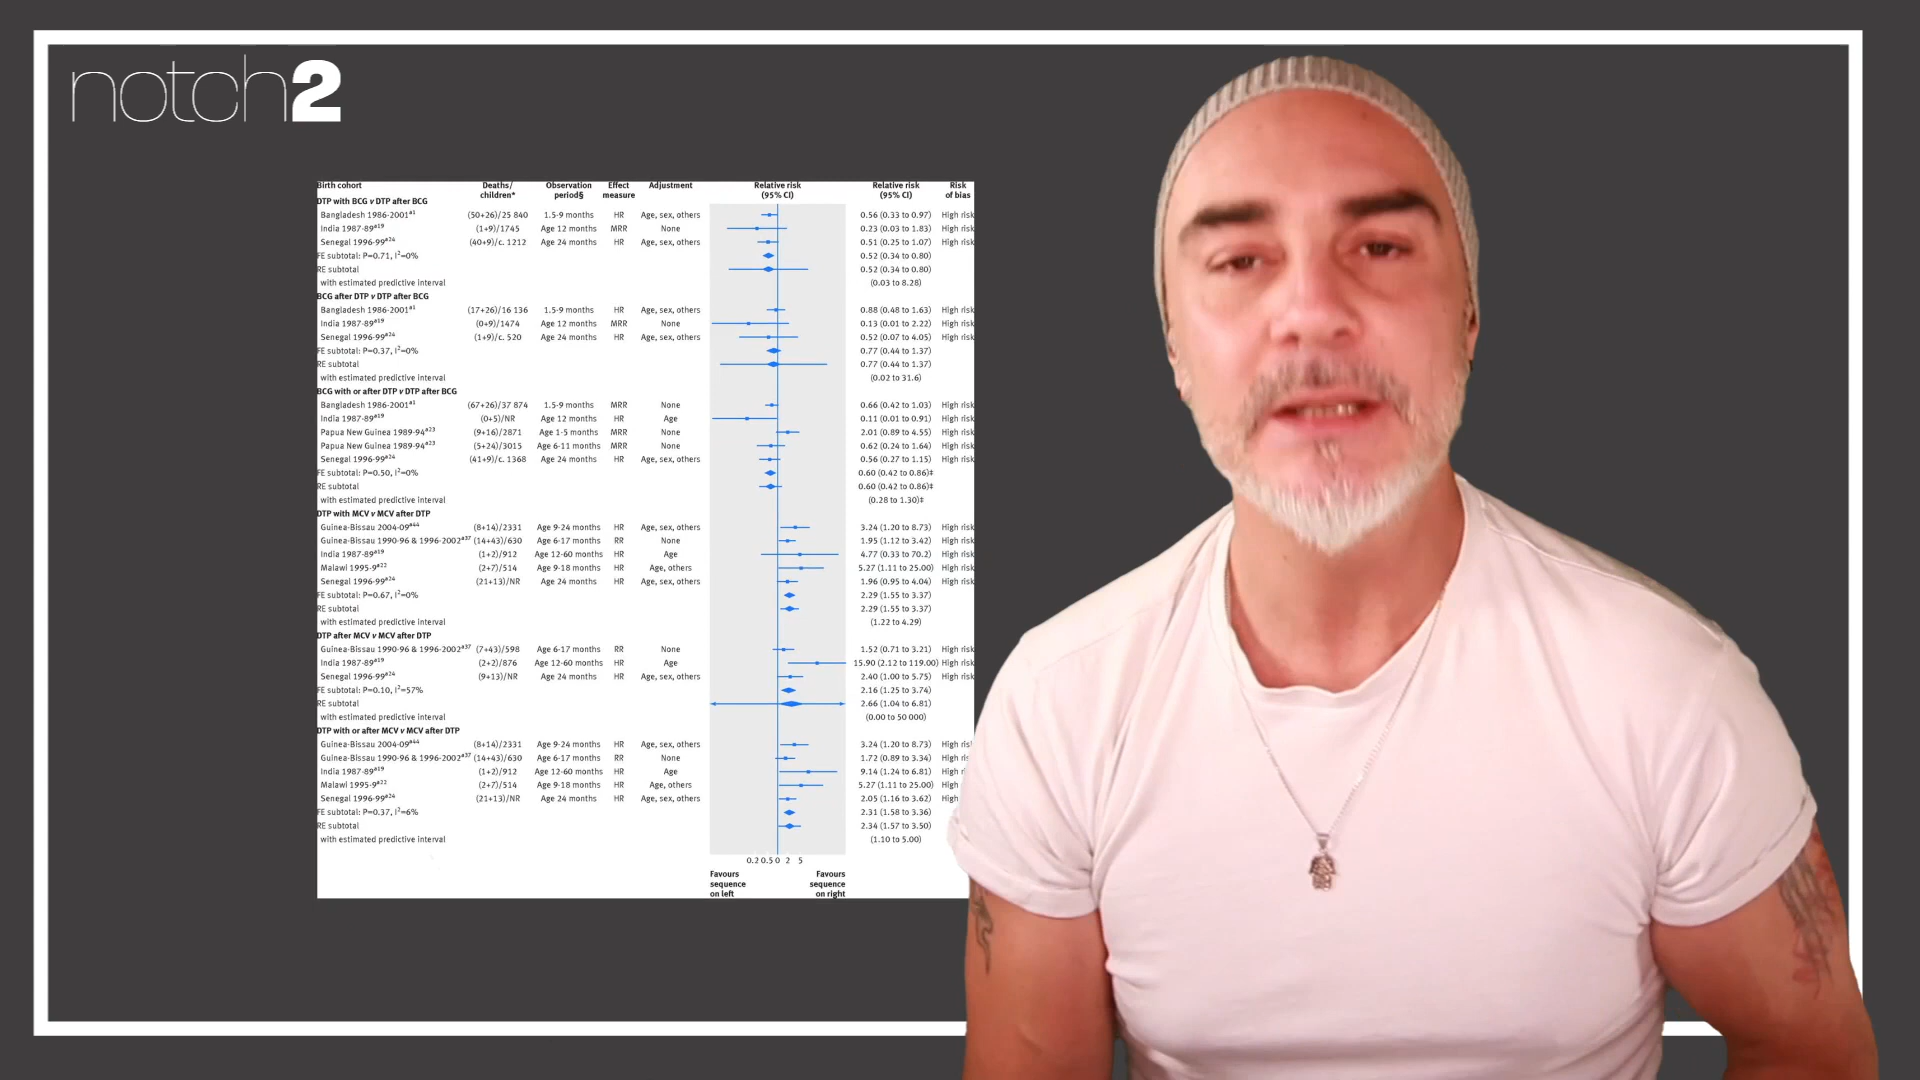 notch2
Birth cohort Deaths/ children* Observation period§ Effect measure Adjustment Relative risk (95% CI) Relative risk (95% CI) Risk of bias
DTP with BCG v DTP after BCG
Bangladesh 1986-2001a1 (50+26)/25 840 1.5-9 months HR Age, sex, others 0.56 (0.33 to 0.97) High risk
India 1987-89a19 (1+9)/1745 Age 12 months MRR None 0.23 (0.03 to 1.83) High risk
Senegal 1996-99a24 (40+9)/c. 1212 Age 24 months HR Age, sex, others 0.51 (0.25 to 1.07) High risk
FE subtotal: P=0.71, I²=0% 0.52 (0.34 to 0.80)
RE subtotal 0.52 (0.34 to 0.80)
with estimated predictive interval (0.03 to 8.28)
BCG after DTP v DTP after BCG
Bangladesh 1986-2001a1 (17+26)/16 136 1.5-9 months HR Age, sex, others 0.88 (0.48 to 1.63) High risk
India 1987-89a19 (0+9)/1474 Age 12 months MRR None 0.13 (0.01 to 2.22) High risk
Senegal 1996-99a24 (1+9)/c. 520 Age 24 months HR Age, sex, others 0.52 (0.07 to 4.05) High risk
FE subtotal: P=0.37, I²=0% 0.77 (0.44 to 1.37)
RE subtotal 0.77 (0.44 to 1.37)
with estimated predictive interval (0.02 to 31.6)
BCG with or after DTP v DTP after BCG
Bangladesh 1986-2001a1 (67+26)/37 874 1.5-9 months MRR None 0.66 (0.42 to 1.03) High risk
India 1987-89a19 (0+5)/NR Age 12 months HR Age 0.11 (0.01 to 0.91) High risk
Papua New Guinea 1989-94a23 (9+16)/2871 Age 1-5 months MRR None 2.01 (0.89 to 4.55) High risk
Papua New Guinea 1989-94a23 (5+24)/3015 Age 6-11 months MRR None 0.62 (0.24 to 1.64) High risk
Senegal 1996-99a24 (41+9)/c. 1368 Age 24 months HR Age, sex, others 0.56 (0.27 to 1.15) High risk
FE subtotal: P=0.50, I²=0% 0.60 (0.42 to 0.86)‡
RE subtotal 0.60 (0.42 to 0.86)‡
with estimated predictive interval (0.28 to 1.30)‡
DTP with MCV v MCV after DTP
Guinea-Bissau 2004-09a44 (8+14)/2331 Age 9-24 months HR Age, sex, others 3.24 (1.20 to 8.73) High risk
Guinea-Bissau 1990-96 & 1996-2002a37 (14+43)/630 Age 6-17 months RR None 1.95 (1.12 to 3.42) High risk
India 1987-89a19 (1+2)/912 Age 12-60 months HR Age 4.77 (0.33 to 70.2) High risk
Malawi 1995-9a22 (2+7)/514 Age 9-18 months HR Age, others 5.27 (1.11 to 25.00) High risk
Senegal 1996-99a24 (21+13)/NR Age 24 months HR Age, sex, others 1.96 (0.95 to 4.04) High risk
FE subtotal: P=0.67, I²=0% 2.29 (1.55 to 3.37)
RE subtotal 2.29 (1.55 to 3.37)
with estimated predictive interval (1.22 to 4.29)
DTP after MCV v MCV after DTP
Guinea-Bissau 1990-96 & 1996-2002a37 (7+43)/598 Age 6-17 months RR None 1.52 (0.71 to 3.21) High risk
India 1987-89a19 (2+2)/876 Age 12-60 months HR Age 15.90 (2.12 to 119.00) High risk
Senegal 1996-99a24 (9+13)/NR Age 24 months HR Age, sex, others 2.40 (1.00 to 5.75) High risk
FE subtotal: P=0.10, I²=57% 2.16 (1.25 to 3.74)
RE subtotal 2.66 (1.04 to 6.81)
with estimated predictive interval (0.00 to 50 000)
DTP with or after MCV v MCV after DTP
Guinea-Bissau 2004-09a44 (8+14)/2331 Age 9-24 months HR Age, sex, others 3.24 (1.20 to 8.73) High risk
Guinea-Bissau 1990-96 & 1996-2002a37 (14+43)/630 Age 6-17 months RR None 1.72 (0.89 to 3.34) High
India 1987-89a19 (1+2)/912 Age 12-60 months HR Age 9.14 (1.24 to 6.81) High
Malawi 1995-9a22 (2+7)/514 Age 9-18 months HR Age, others 5.27 (1.11 to 25.00) High
Senegal 1996-99a24 (21+13)/NR Age 24 months HR Age, sex, others 2.05 (1.16 to 3.62) High
FE subtotal: P=0.37, I²=6% 2.31 (1.58 to 3.36)
RE subtotal 2.34 (1.57 to 3.50)
with estimated predictive interval (1.10 to 5.00)
0.2 0.5 0 2 5
Favours sequence on left Favours sequence on right